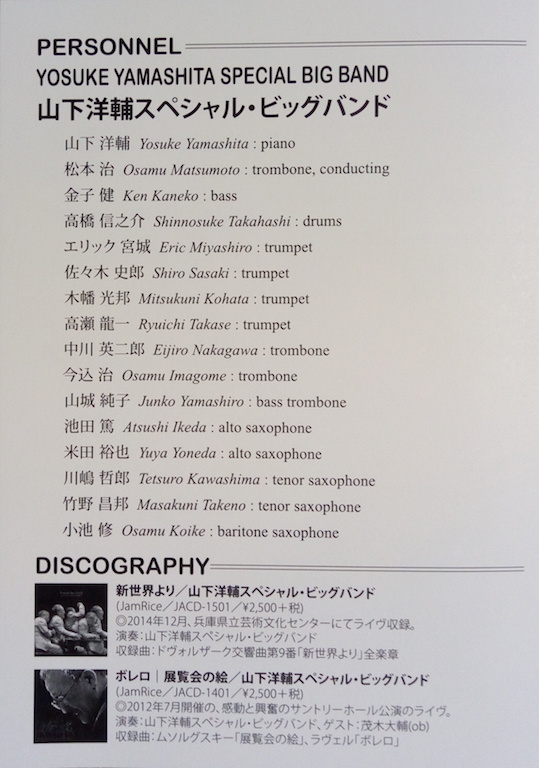 PERSONNEL
YOSUKE YAMASHITA SPECIAL BIG BAND
山下洋輔スペシャル・ビッグバンド
山下 洋輔 Yosuke Yamashita : piano
松本 治 Osamu Matsumoto : trombone, conducting
金子 健 Ken Kaneko : bass
高橋 信之介 Shinnosuke Takahashi : drums
エリック 宮城 Eric Miyashiro : trumpet
佐々木 史郎 Shiro Sasaki : trumpet
木幡 光邦 Mitsukuni Kohata : trumpet
高瀬 龍一 Ryuichi Takase : trumpet
中川 英二郎 Eijiro Nakagawa : trombone
今込 治 Osamu Imagome : trombone
山城 純子 Junko Yamashiro : bass trombone
池田 篤 Atsushi Ikeda : alto saxophone
米田 裕也 Yuya Yoneda : alto saxophone
川嶋 哲郎 Tetsuro Kawashima : tenor saxophone
竹野 昌邦 Masakuni Takeno : tenor saxophone
小池 修 Osamu Koike : baritone saxophone
DISCOGRAPHY
新世界より／山下洋輔スペシャル・ビッグバンド
(JamRice／JACD-1501／¥2,500＋税)
◎2014年12月、兵庫県立芸術文化センターにてライヴ収録。
演奏：山下洋輔スペシャル・ビッグバンド
収録曲：ドヴォルザーク交響曲第9番「新世界より」全楽章
ボレロ｜展覧会の絵／山下洋輔スペシャル・ビッグバンド
(JamRice／JACD-1401／¥2,500＋税)
◎2012年7月開催の、感動と興奮のサントリーホール公演のライヴ。
演奏：山下洋輔スペシャル・ビッグバンド、ゲスト：茂木大輔(ob)
収録曲：ムソルグスキー「展覧会の絵」、ラヴェル「ボレロ」